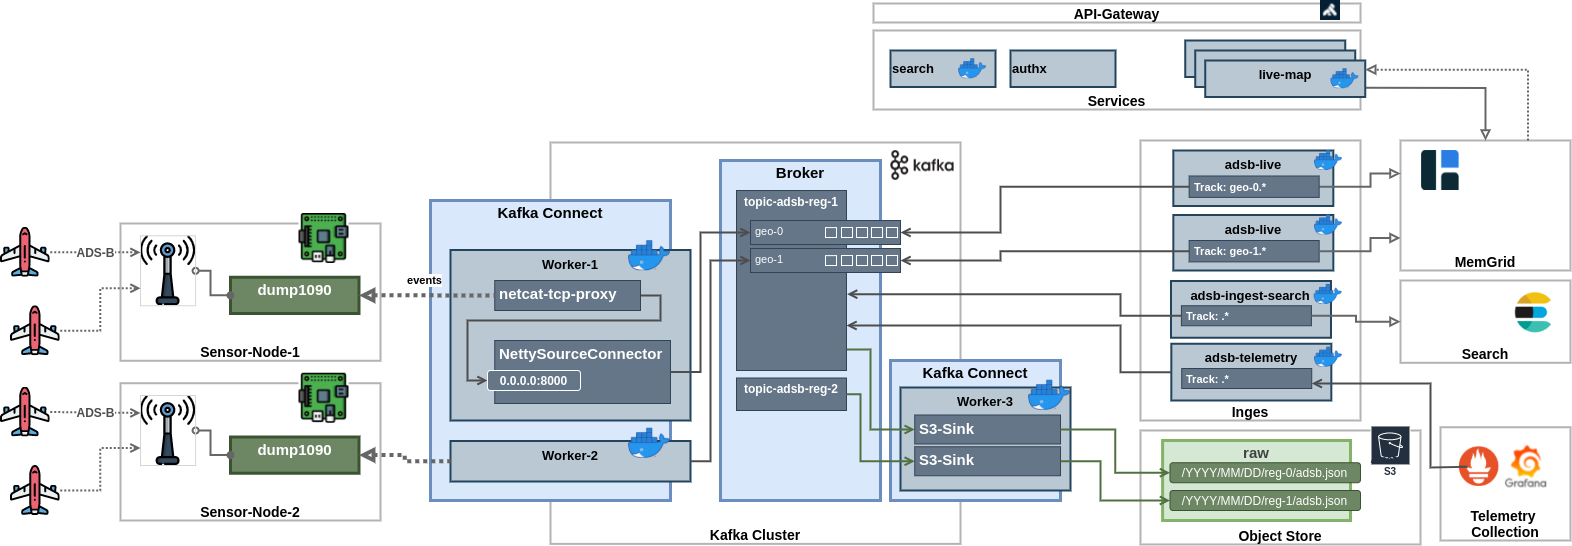 API-Gateway
search
authx
live-map
Services
kafka
Broker
topic-adsb-reg-1
geo-0
geo-1
topic-adsb-reg-2
Kafka Connect
Worker-1
netcat-tcp-proxy
NettySourceConnector
0.0.0.0:8000
Worker-2
events
ADS-B
dump1090
Sensor-Node-1
ADS-B
dump1090
Sensor-Node-2
Kafka Connect
Worker-3
S3-Sink
S3-Sink
Kafka Cluster
adsb-live
Track: geo-0.*
adsb-live
Track: geo-1.*
adsb-ingest-search
Track: .*
adsb-telemetry
Track: .*
Inges
MemGrid
Search
raw
/YYYY/MM/DD/reg-0/adsb.json
/YYYY/MM/DD/reg-1/adsb.json
S3
Object Store
Grafana
Telemetry
Collection